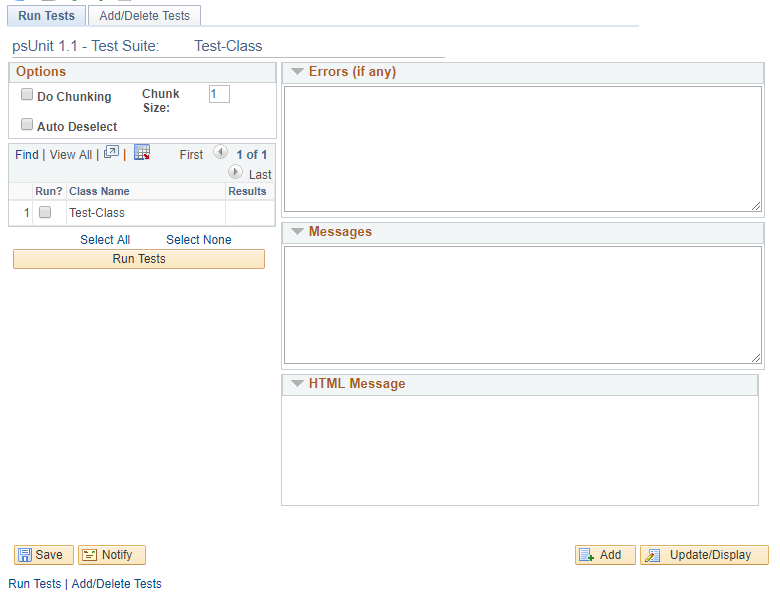 Run Tests Add/Delete Tests
psUnit 1.1 - Test Suite: Test-Class
Options
Do Chunking Chunk Size: 1
Auto Deselect
Find | View All | | First 1 of 1 Last
Run? Class Name Results
1 Test-Class
Select All Select None
Run Tests
Errors (if any)
Messages
HTML Message
Save Notify Add Update/Display
Run Tests | Add/Delete Tests